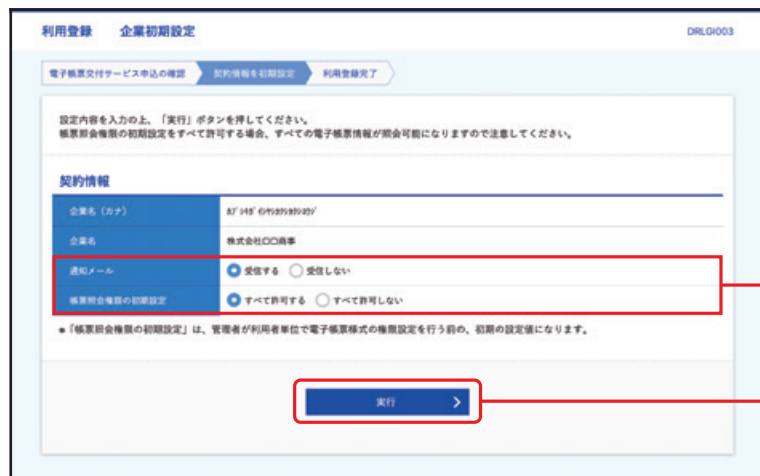 利用登録 企業初期設定
DRLGI003
電子帳票交付サービス申込の確認 契約情報を初期設定 利用登録完了
設定内容を入力の上、「実行」ボタンを押してください。
帳票照会権限の初期設定をすべて許可する場合、すべての電子帳票情報が照会可能になりますので注意してください。
契約情報
企業名(カナ)
企業名 株式会社口口商事
通知メール 受信する 受信しない
帳票照会権限の初期設定 すべて許可する すべて許可しない
●「帳票照会権限の初期設定」は、管理者が利用者単位で電子帳票様式の権限設定を行う前の、初期の設定値になります。
実行